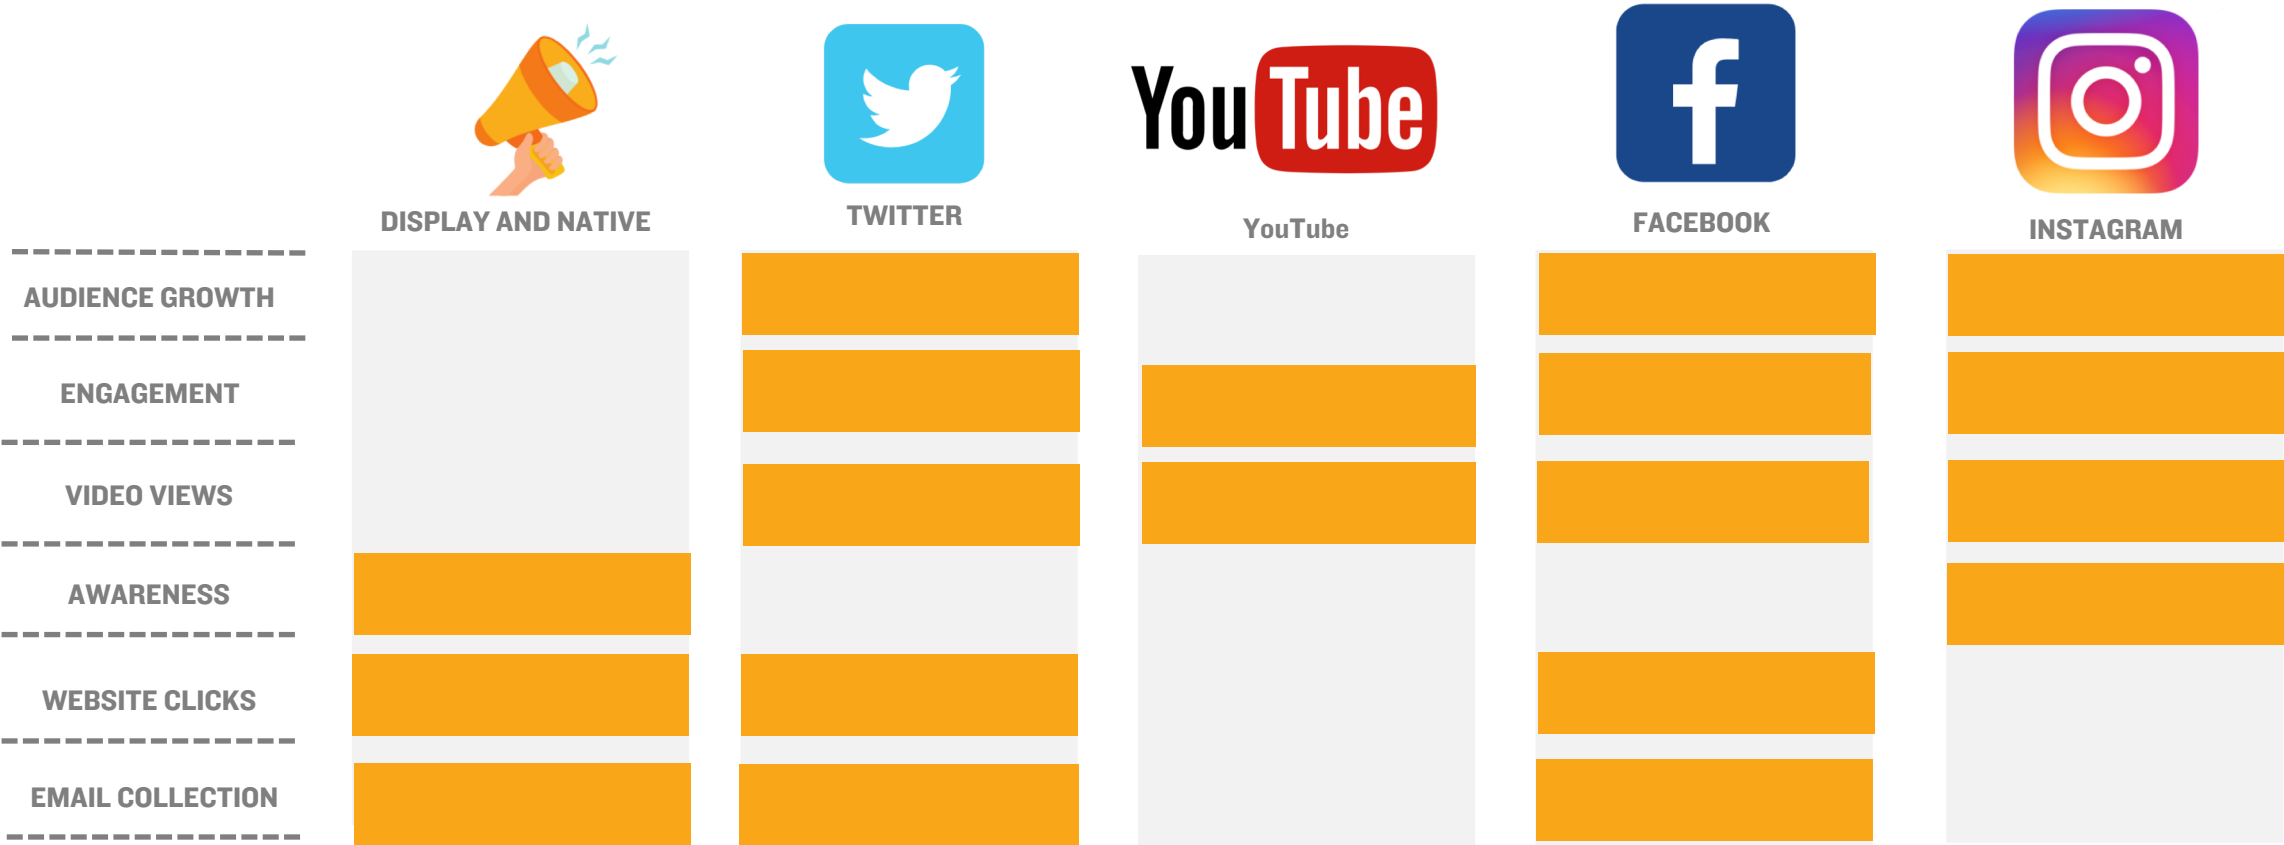 YouTube
DISPLAY AND NATIVE
TWITTER
YouTube
FACEBOOK
INSTAGRAM
AUDIENCE GROWTH
ENGAGEMENT
VIDEO VIEWS
AWARENESS
WEBSITE CLICKS
EMAIL COLLECTION